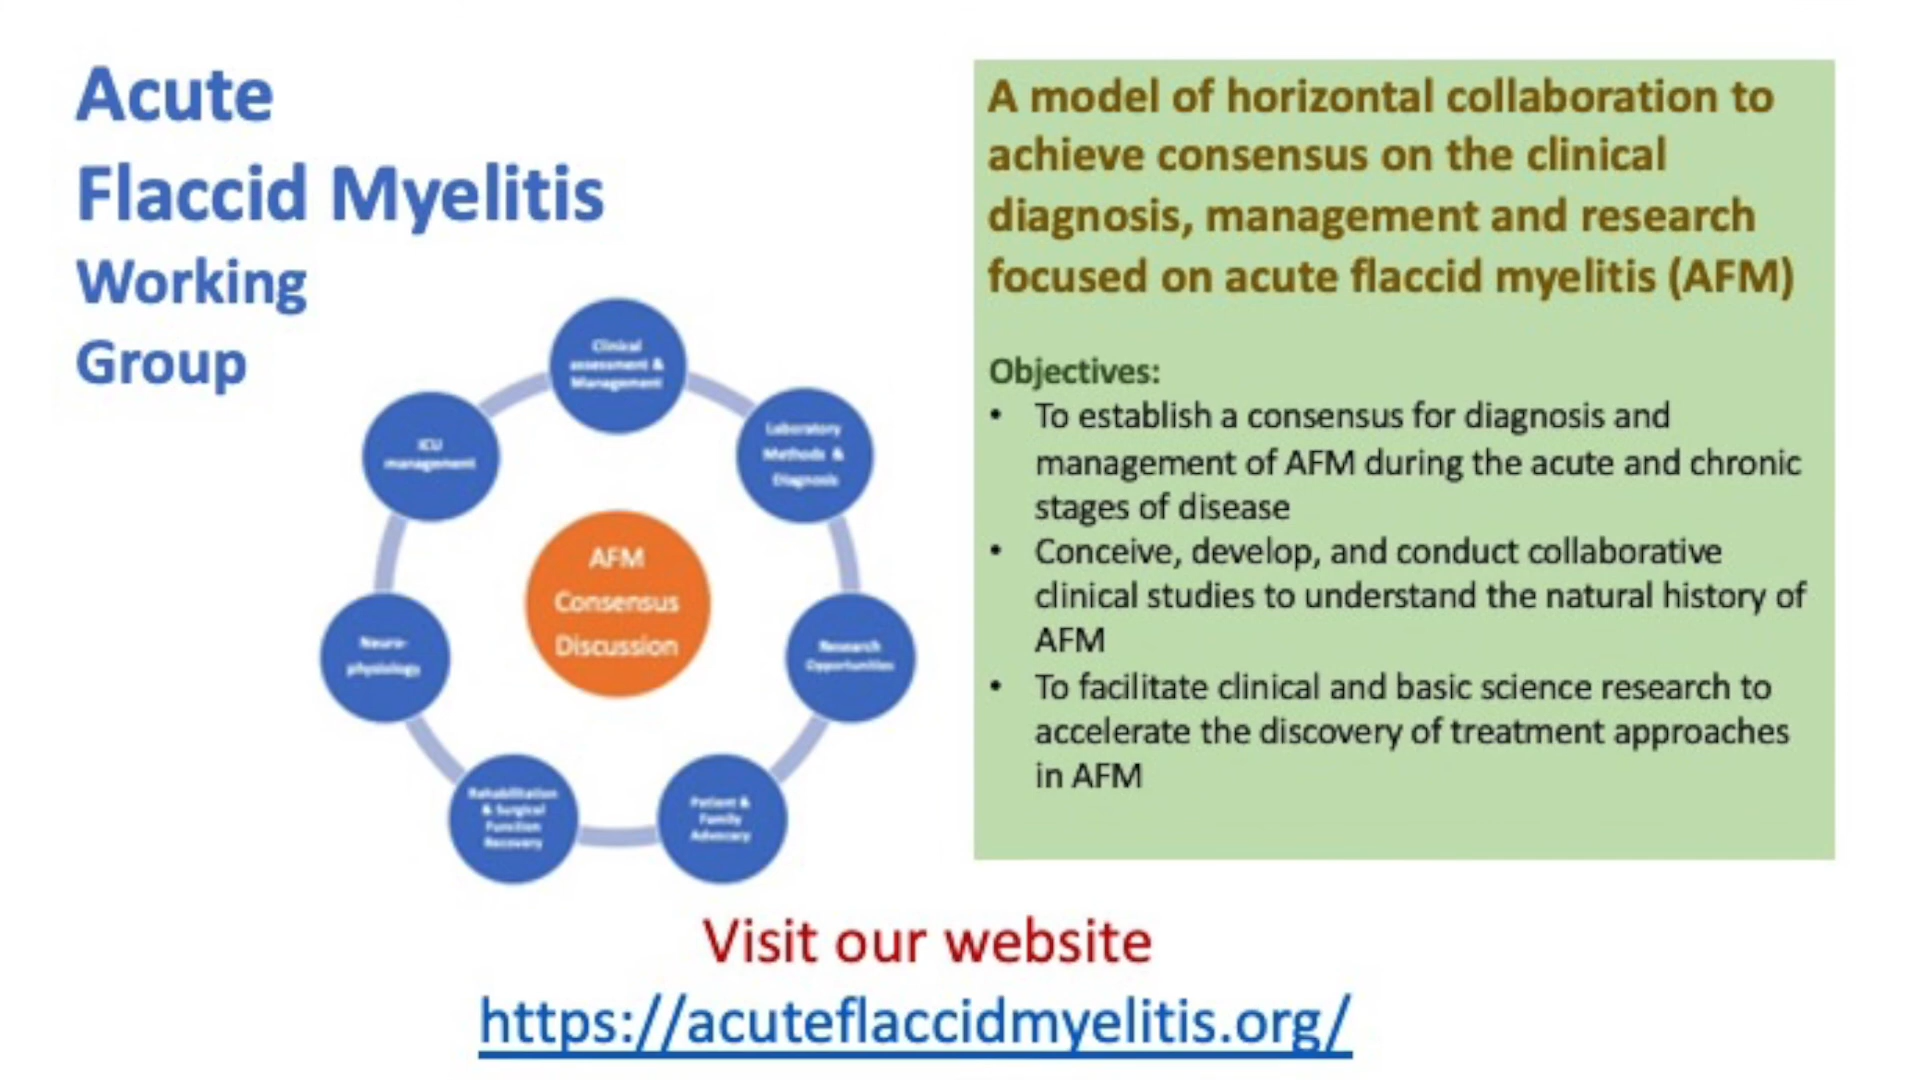 Acute
Flaccid Myelitis
Working
Group
Clinical
assessment &
Management
Laboratory
Methods &
Diagnosis
Research
Opportunities
Patient &
Family
Advocacy
Rehabilitation
& Surgical
Function
Recovery
Neuro-
physiology
ICU
management
AFM
Consensus
Discussion
A model of horizontal collaboration to
achieve consensus on the clinical
diagnosis, management and research
focused on acute flaccid myelitis (AFM)
Objectives:
• To establish a consensus for diagnosis and
management of AFM during the acute and chronic
stages of disease
• Conceive, develop, and conduct collaborative
clinical studies to understand the natural history of
AFM
• To facilitate clinical and basic science research to
accelerate the discovery of treatment approaches
in AFM
Visit our website
https://acuteflaccidmyelitis.org/